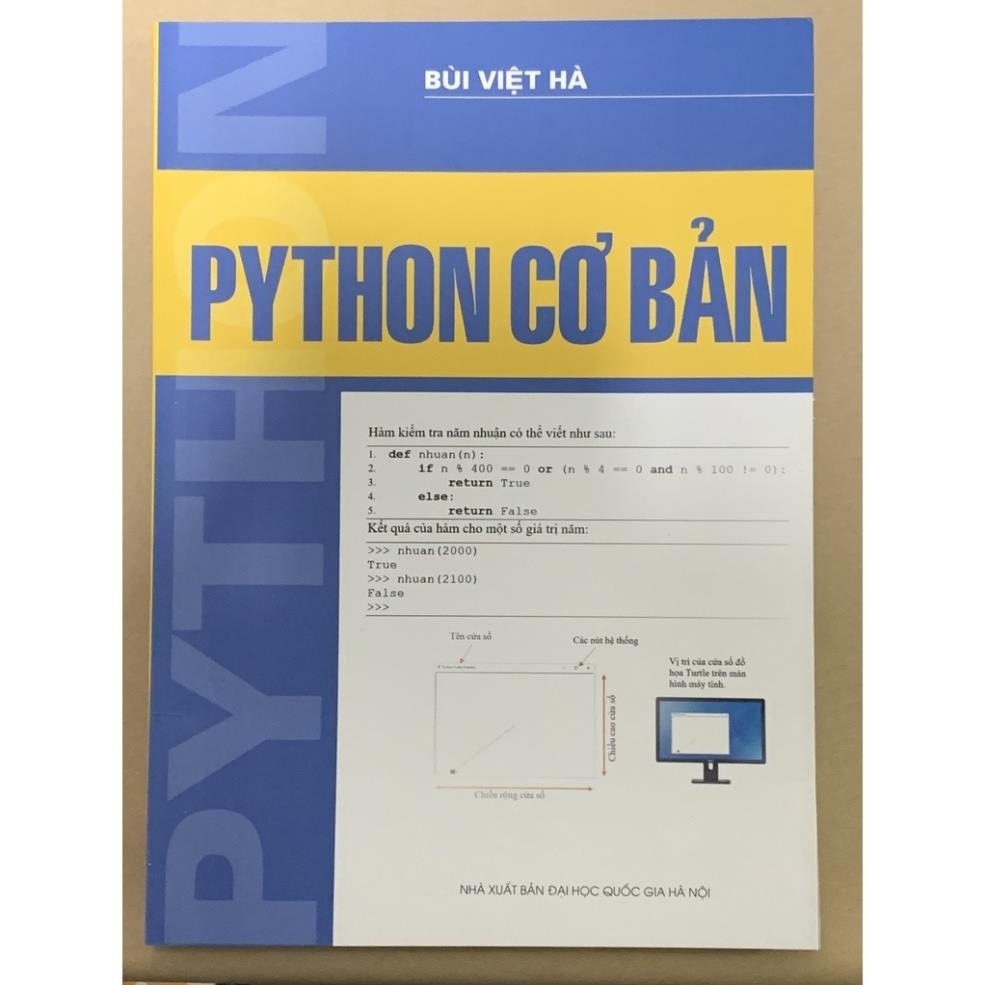 PYTHON
BÙI VIỆT HÀ
PYTHON CƠ BẢN
Hàm kiểm tra năm nhuận có thể viết như sau:
1. def nhuan(n):
2. if n % 400 == 0 or (n % 4 == 0 and n % 100 != 0):
3. return True
4. else:
5. return False
Kết quả của hàm cho một số giá trị năm:
>>> nhuan(2000)
True
>>> nhuan(2100)
False
>>>
Tên cửa sổ
Các nút hệ thống
Chiều cao cửa sổ
Chiều rộng cửa sổ
Vị trí của cửa sổ đồ
họa Turtle trên màn
hình máy tính.
NHÀ XUẤT BẢN ĐẠI HỌC QUỐC GIA HÀ NỘI